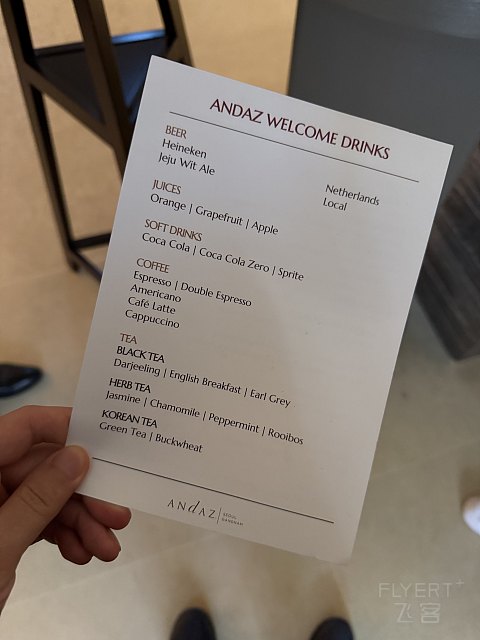 ANDAZ WELCOME DRINKS
BEER
Heineken Netherlands
Jeju Wit Ale Local
JUICES
Orange | Grapefruit | Apple
SOFT DRINKS
Coca Cola | Coca Cola Zero | Sprite
COFFEE
Espresso | Double Espresso
Americano
Café Latte
Cappuccino
TEA
BLACK TEA
Darjeeling | English Breakfast | Earl Grey
HERB TEA
Jasmine | Chamomile | Peppermint | Rooibos
KOREAN TEA
Green Tea | Buckwheat
ANdAZ | SEOUL
GANGNAM
FLYERT+
飞客